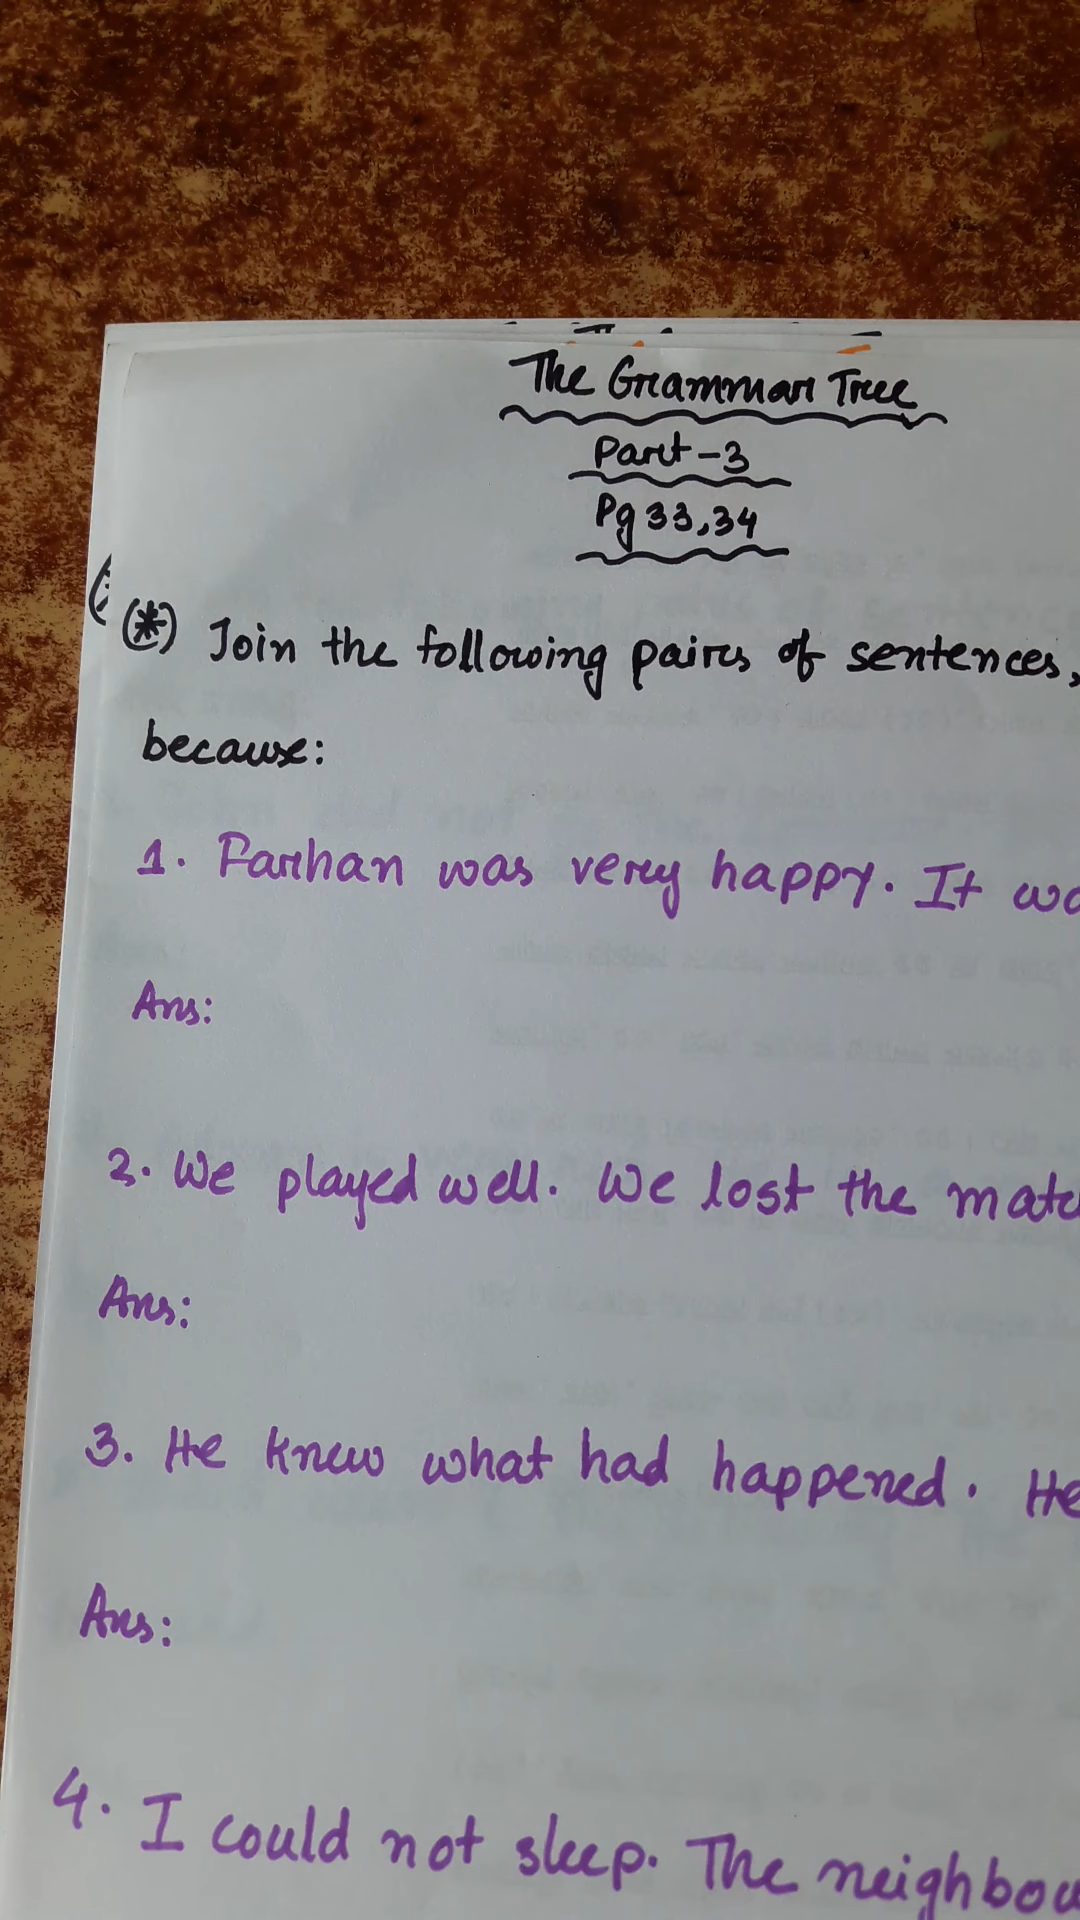 The Grammar Tree
Part-3
Pg 33,34
(*) Join the following pairs of sentences,
because:
1. Farhan was very happy. It
Ans:
2. We played well. We lost the
Ans:
3. He knew what had happened. He
Ans:
4. I could not sleep. The